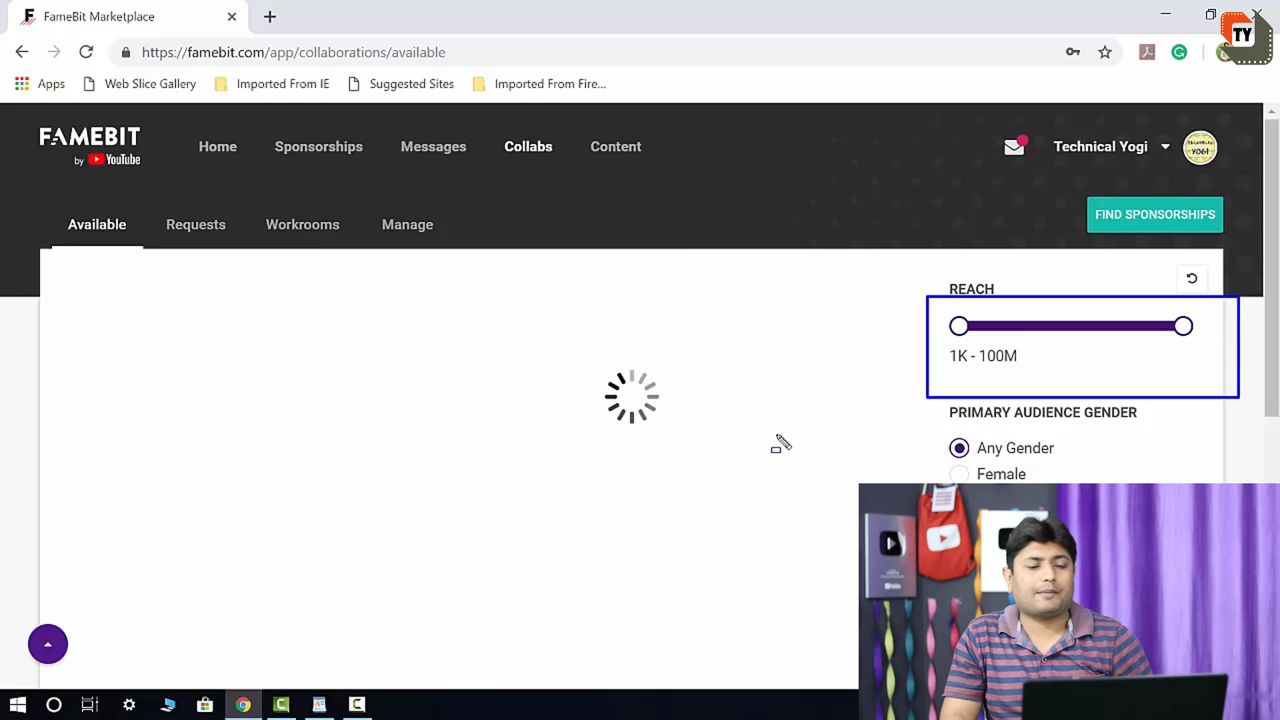 FameBit Marketplace
TY
https://famebit.com/app/collaborations/available
Apps
Web Slice Gallery
Imported From IE
Suggested Sites
Imported From Fire...
FAMEBIT
by YouTube
Home
Sponsorships
Messages
Collabs
Content
Technical Yogi
Available
Requests
Workrooms
Manage
FIND SPONSORSHIPS
REACH
1K - 100M
PRIMARY AUDIENCE GENDER
Any Gender
Female